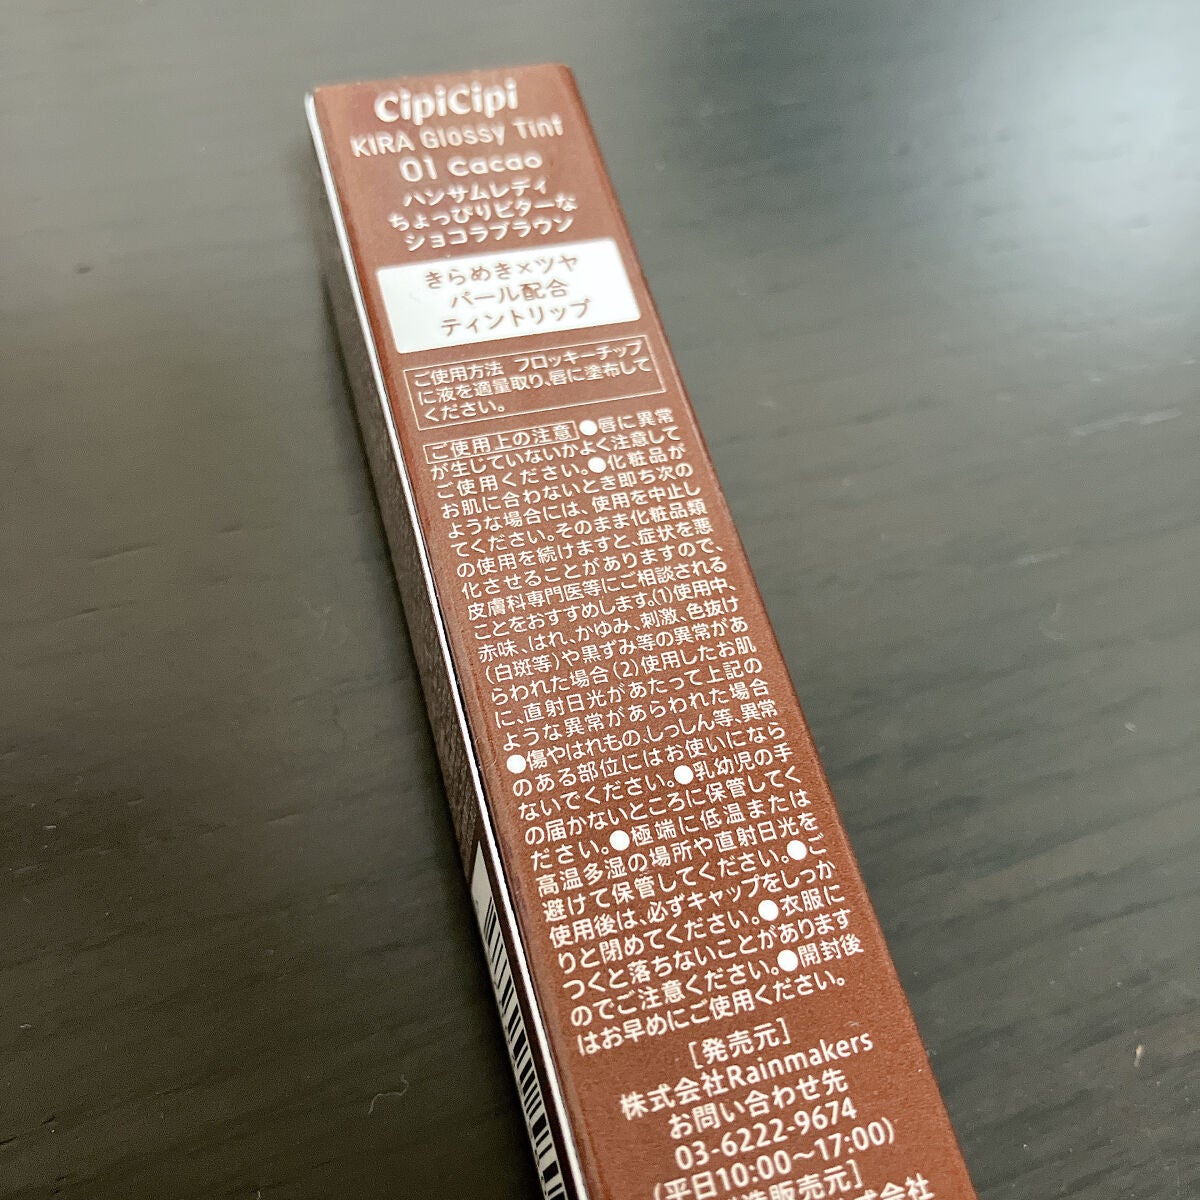 CipiCipi
KIRA Glossy Tint
01 Cacao
ハンサムレディ
ちょっぴりビターな
ショコラブラウン
きらめき×ツヤ
パール配合
ティントリップ
ご使用方法 フロッキーチップ
に液を適量取り、唇に塗布して
ください。
ご使用上の注意 ●唇に異常
が生じていないかよく注意して
ご使用ください。●化粧品が
お肌に合わないとき即ち次の
ような場合には、使用を中止し
てください。そのまま化粧品類
の使用を続けますと、症状を悪
化させることがありますので、
皮膚科専門医等にご相談される
ことをおすすめします。(1)使用中、
赤味、はれ、かゆみ、刺激、色抜け
(白斑等)や黒ずみ等の異常があ
らわれた場合(2)使用したお肌
に、直射日光があたって上記の
ような異常があらわれた場合
●傷やはれもの、しっしん等、異常
のある部位にはお使いになら
ないでください。●乳幼児の手
の届かないところに保管してく
ださい。●極端に低温または
高温多湿の場所や直射日光を
避けて保管してください。●ご
使用後は、必ずキャップをしっか
りと閉めてください。●衣服に
つくと落ちないことがあります
のでご注意ください。●開封後
はお早めにご使用ください。
[発売元]
株式会社Rainmakers
お問い合わせ先
03-6222-9674
(平日10:00～17:00)
造販売元]
式会社